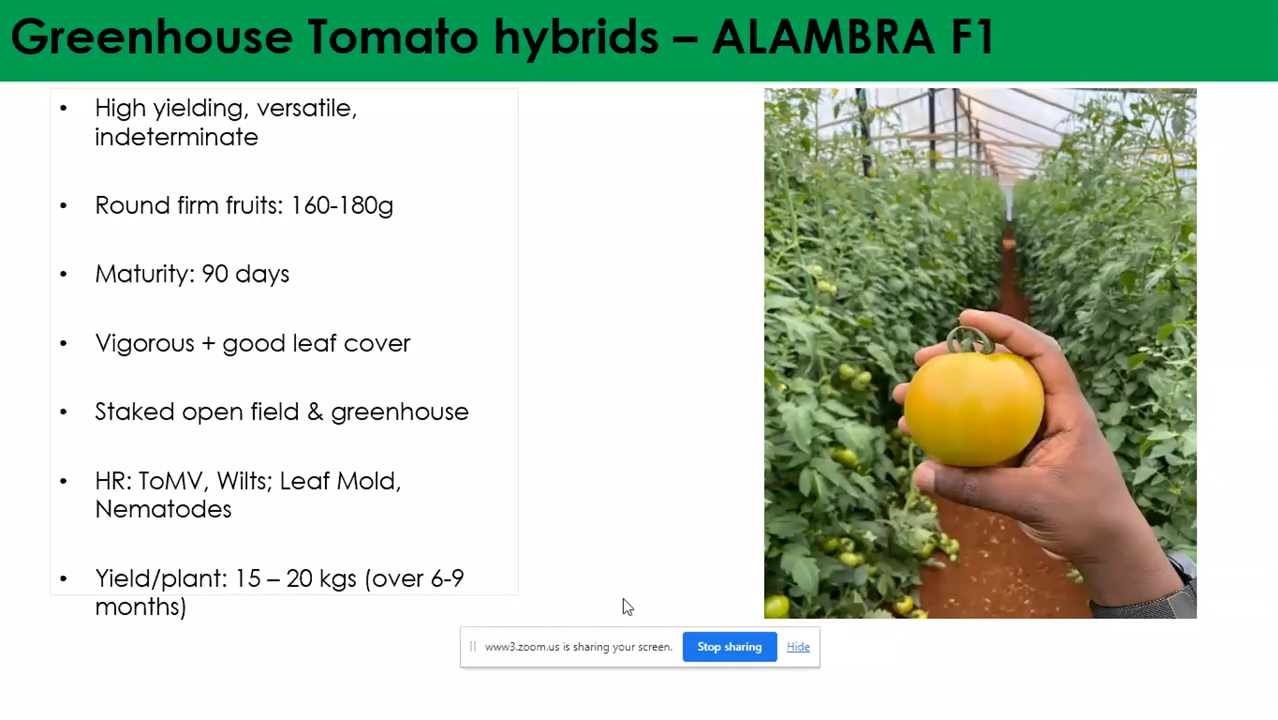 Greenhouse Tomato hybrids – ALAMBRA F1
• High yielding, versatile,
indeterminate
• Round firm fruits: 160-180g
• Maturity: 90 days
• Vigorous + good leaf cover
• Staked open field & greenhouse
• HR: ToMV, Wilts; Leaf Mold,
Nematodes
• Yield/plant: 15 – 20 kgs (over 6-9
months)
www3.zoom.us is sharing your screen. Stop sharing Hide